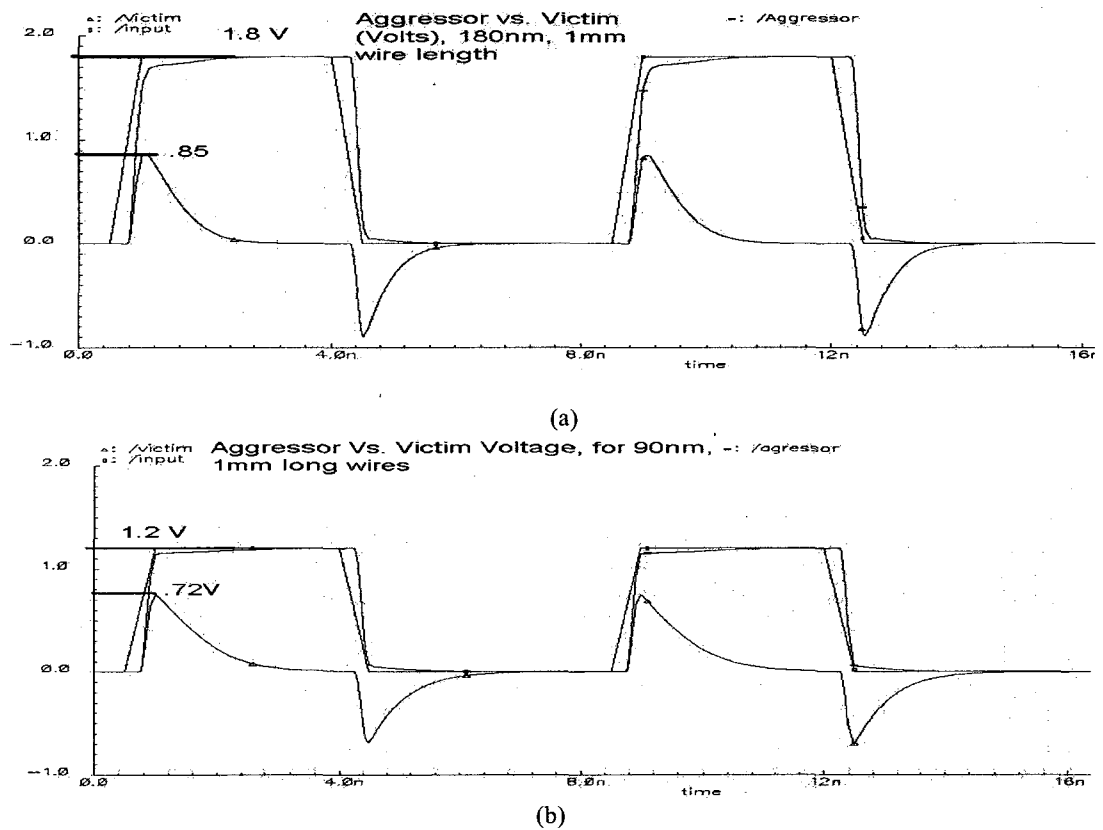 ▵: /Victim Aggressor vs. Victim -: /Aggressor
▫: /input 1.8 V (Volts), 180nm, 1mm
wire length
2.0
.85
1.0
0.0
-1.0
0.0 4.0n 8.0n 12n 16n
time
(a)
▵: /victim Aggressor Vs. Victim Voltage, for 90nm, -: /agressor
▫: /input 1mm long wires
2.0
1.2 V
1.0
.72V
0.0
-1.0
0.0 4.0n 8.0n 12n 16n
time
(b)